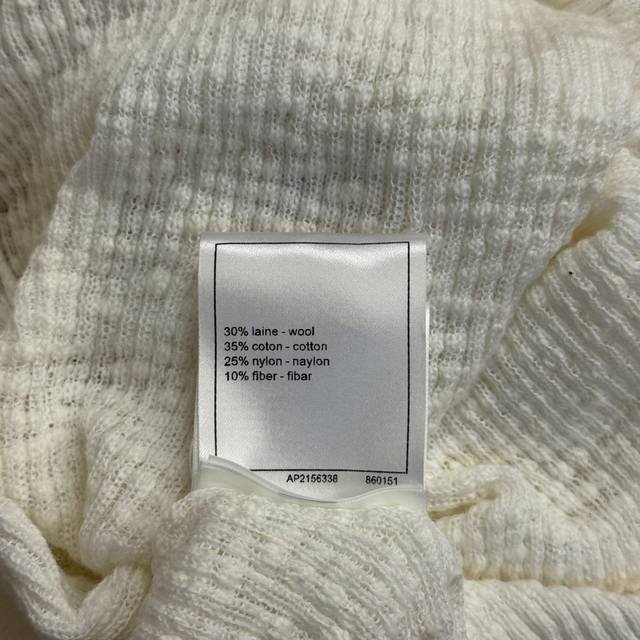 30% laine - wool
35% coton - cotton
25% nylon - naylon
10% fiber - fibar
AP2156338 860151